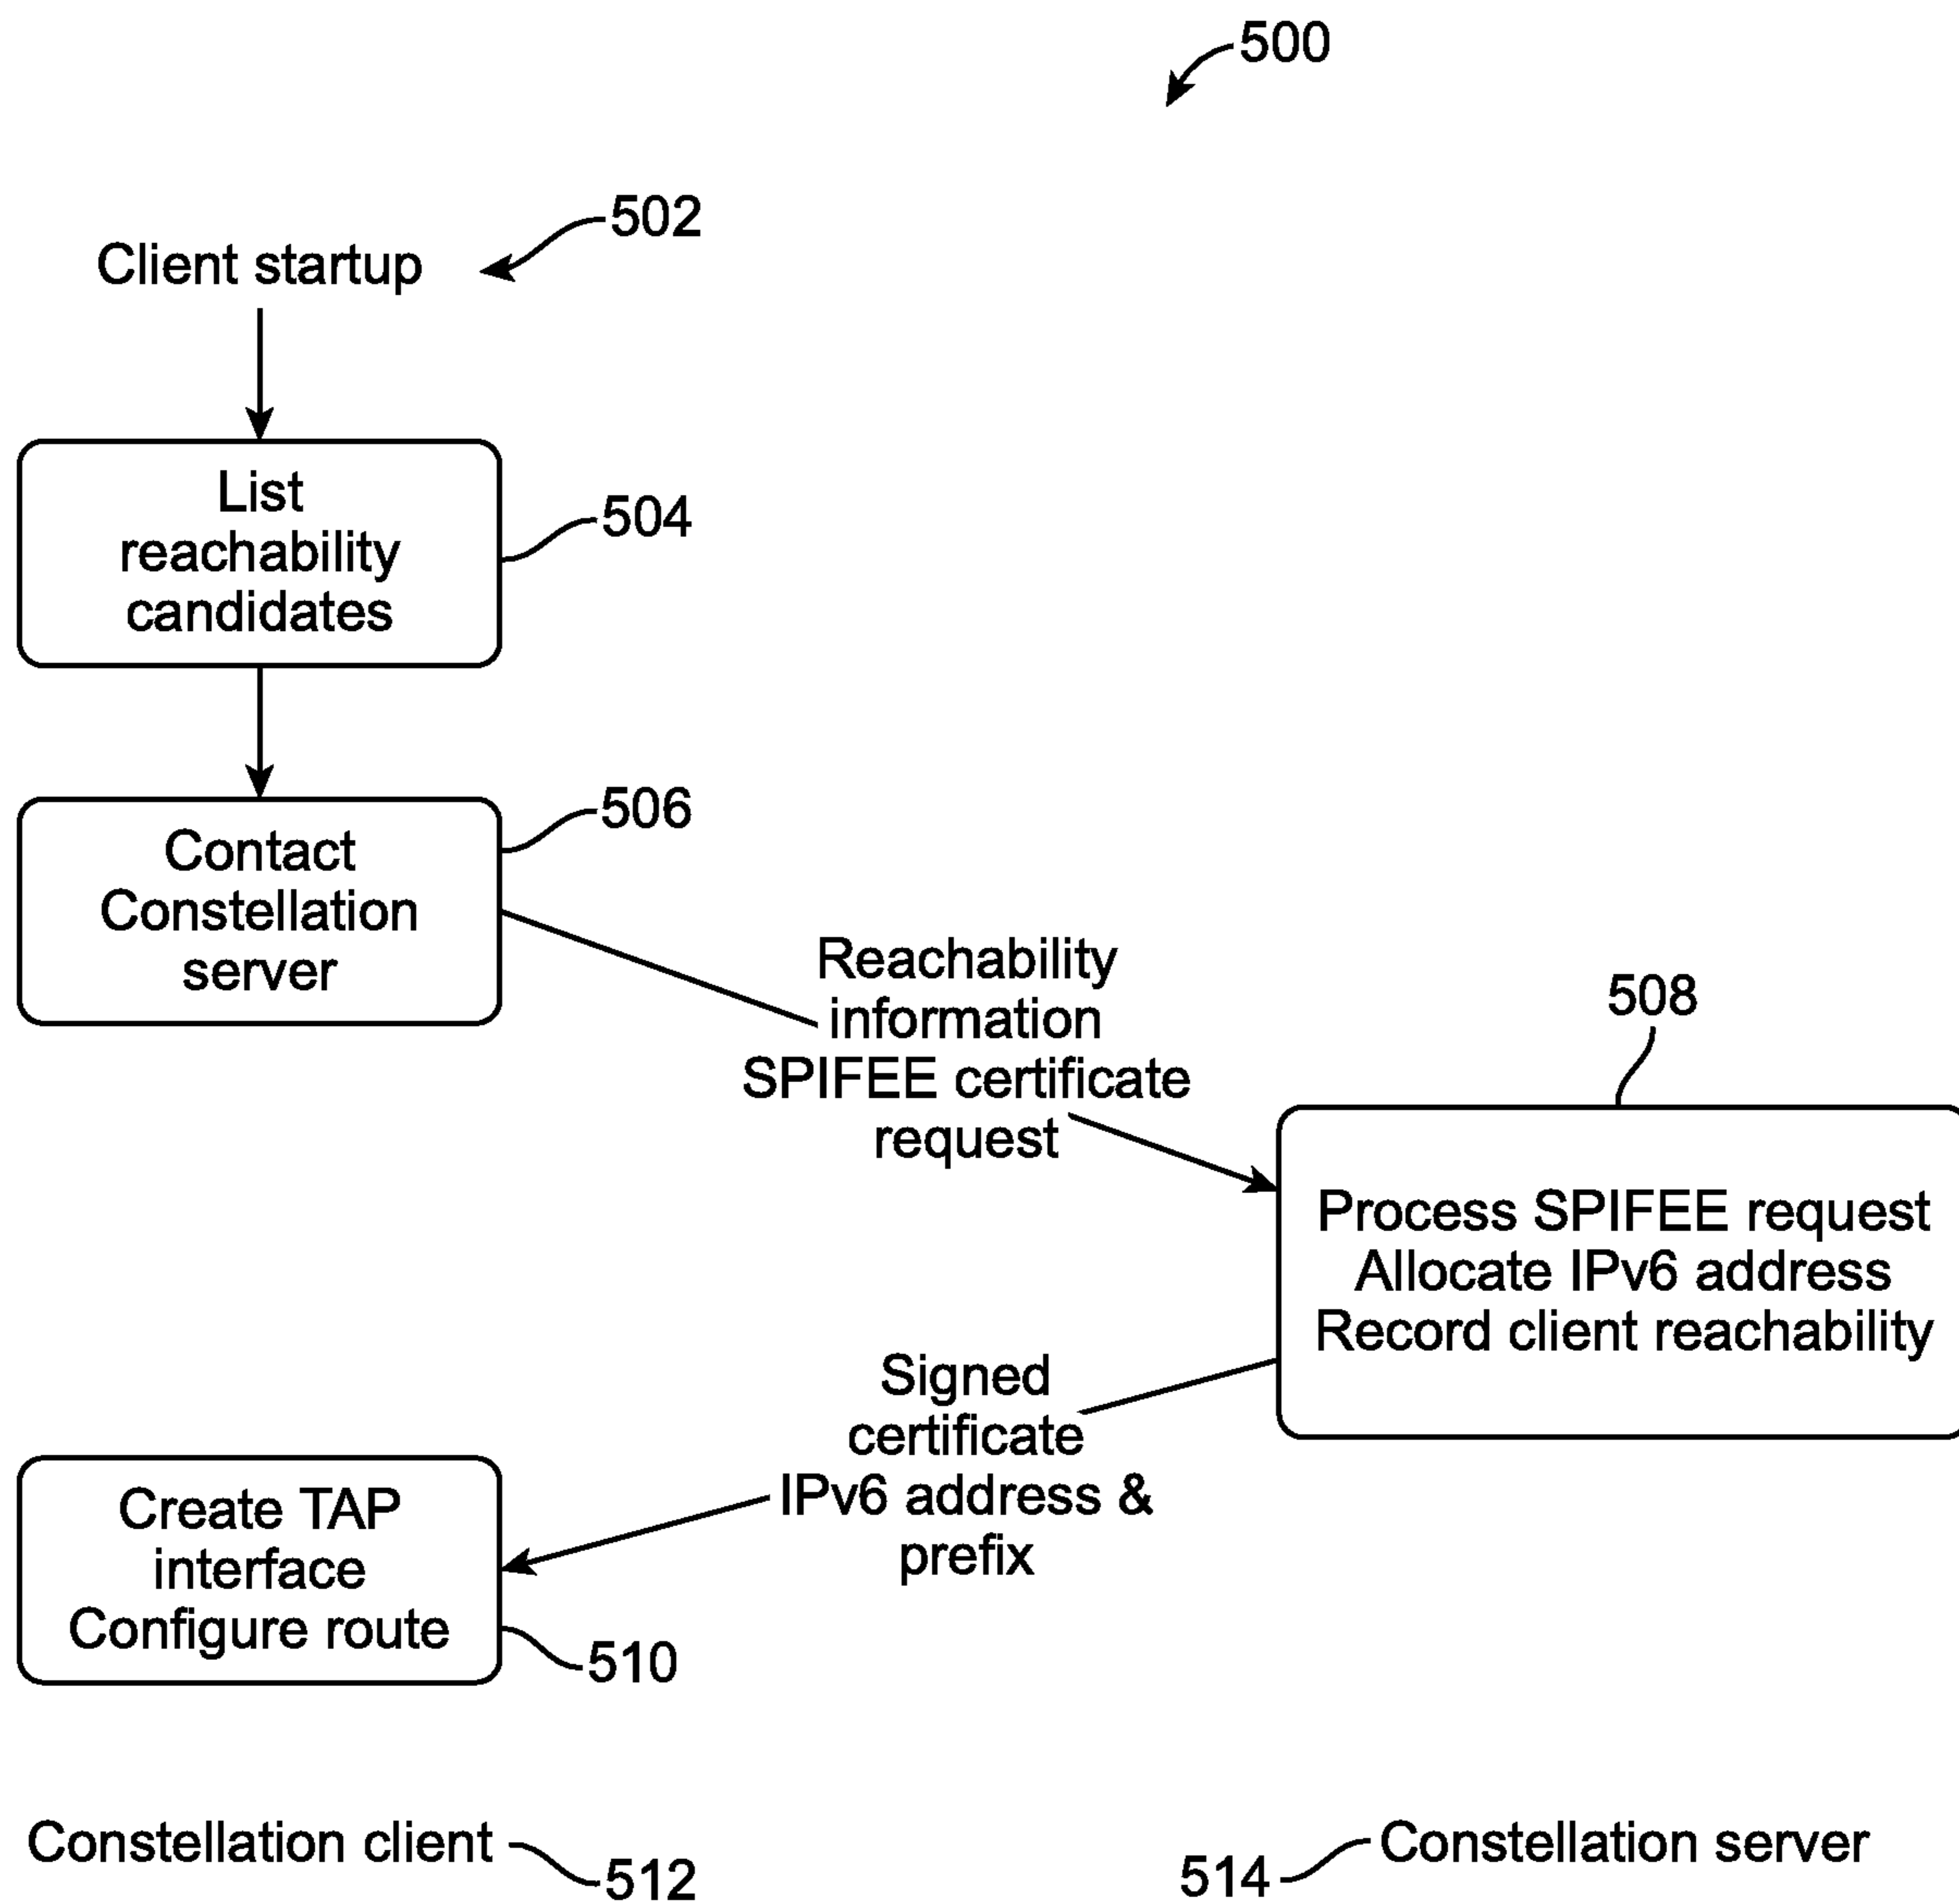 500
502
Client startup
List
reachability
candidates
504
Contact
Constellation
server
506
Reachability
information
SPIFEE certificate
request
508
Process SPIFEE request
Allocate IPv6 address
Record client reachability
Signed
certificate
IPv6 address &
prefix
Create TAP
interface
Configure route
510
Constellation client
512
514
Constellation server